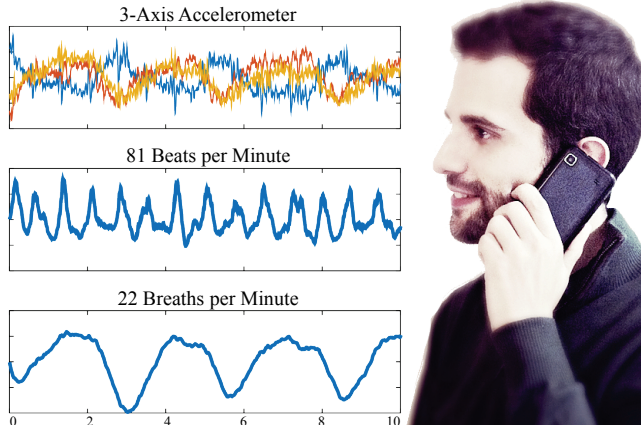 3-Axis Accelerometer
81 Beats per Minute
22 Breaths per Minute
0 2 4 6 8 10